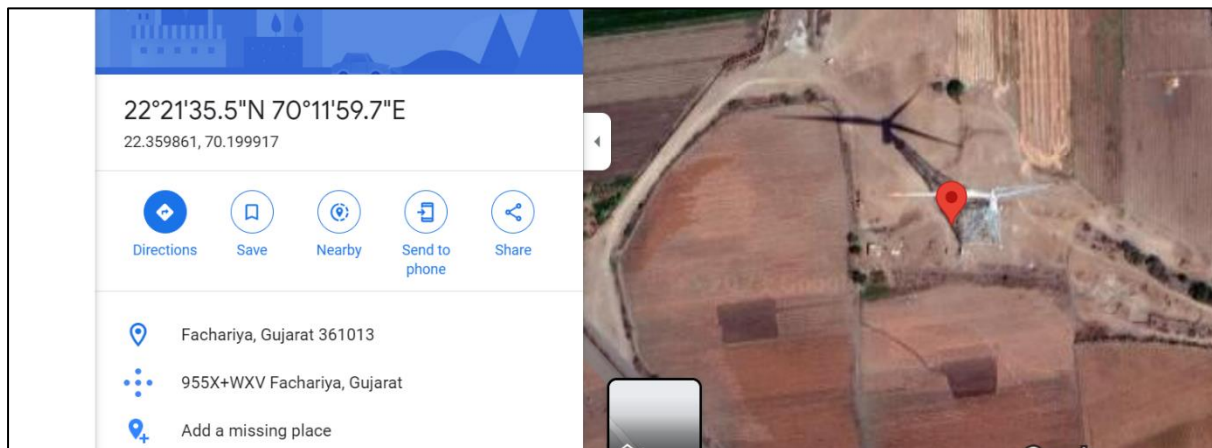 22°21'35.5"N 70°11'59.7"E
22.359861, 70.199917
Directions
Save
Nearby
Send to
phone
Share
Fachariya, Gujarat 361013
955X+WXV Fachariya, Gujarat
Add a missing place